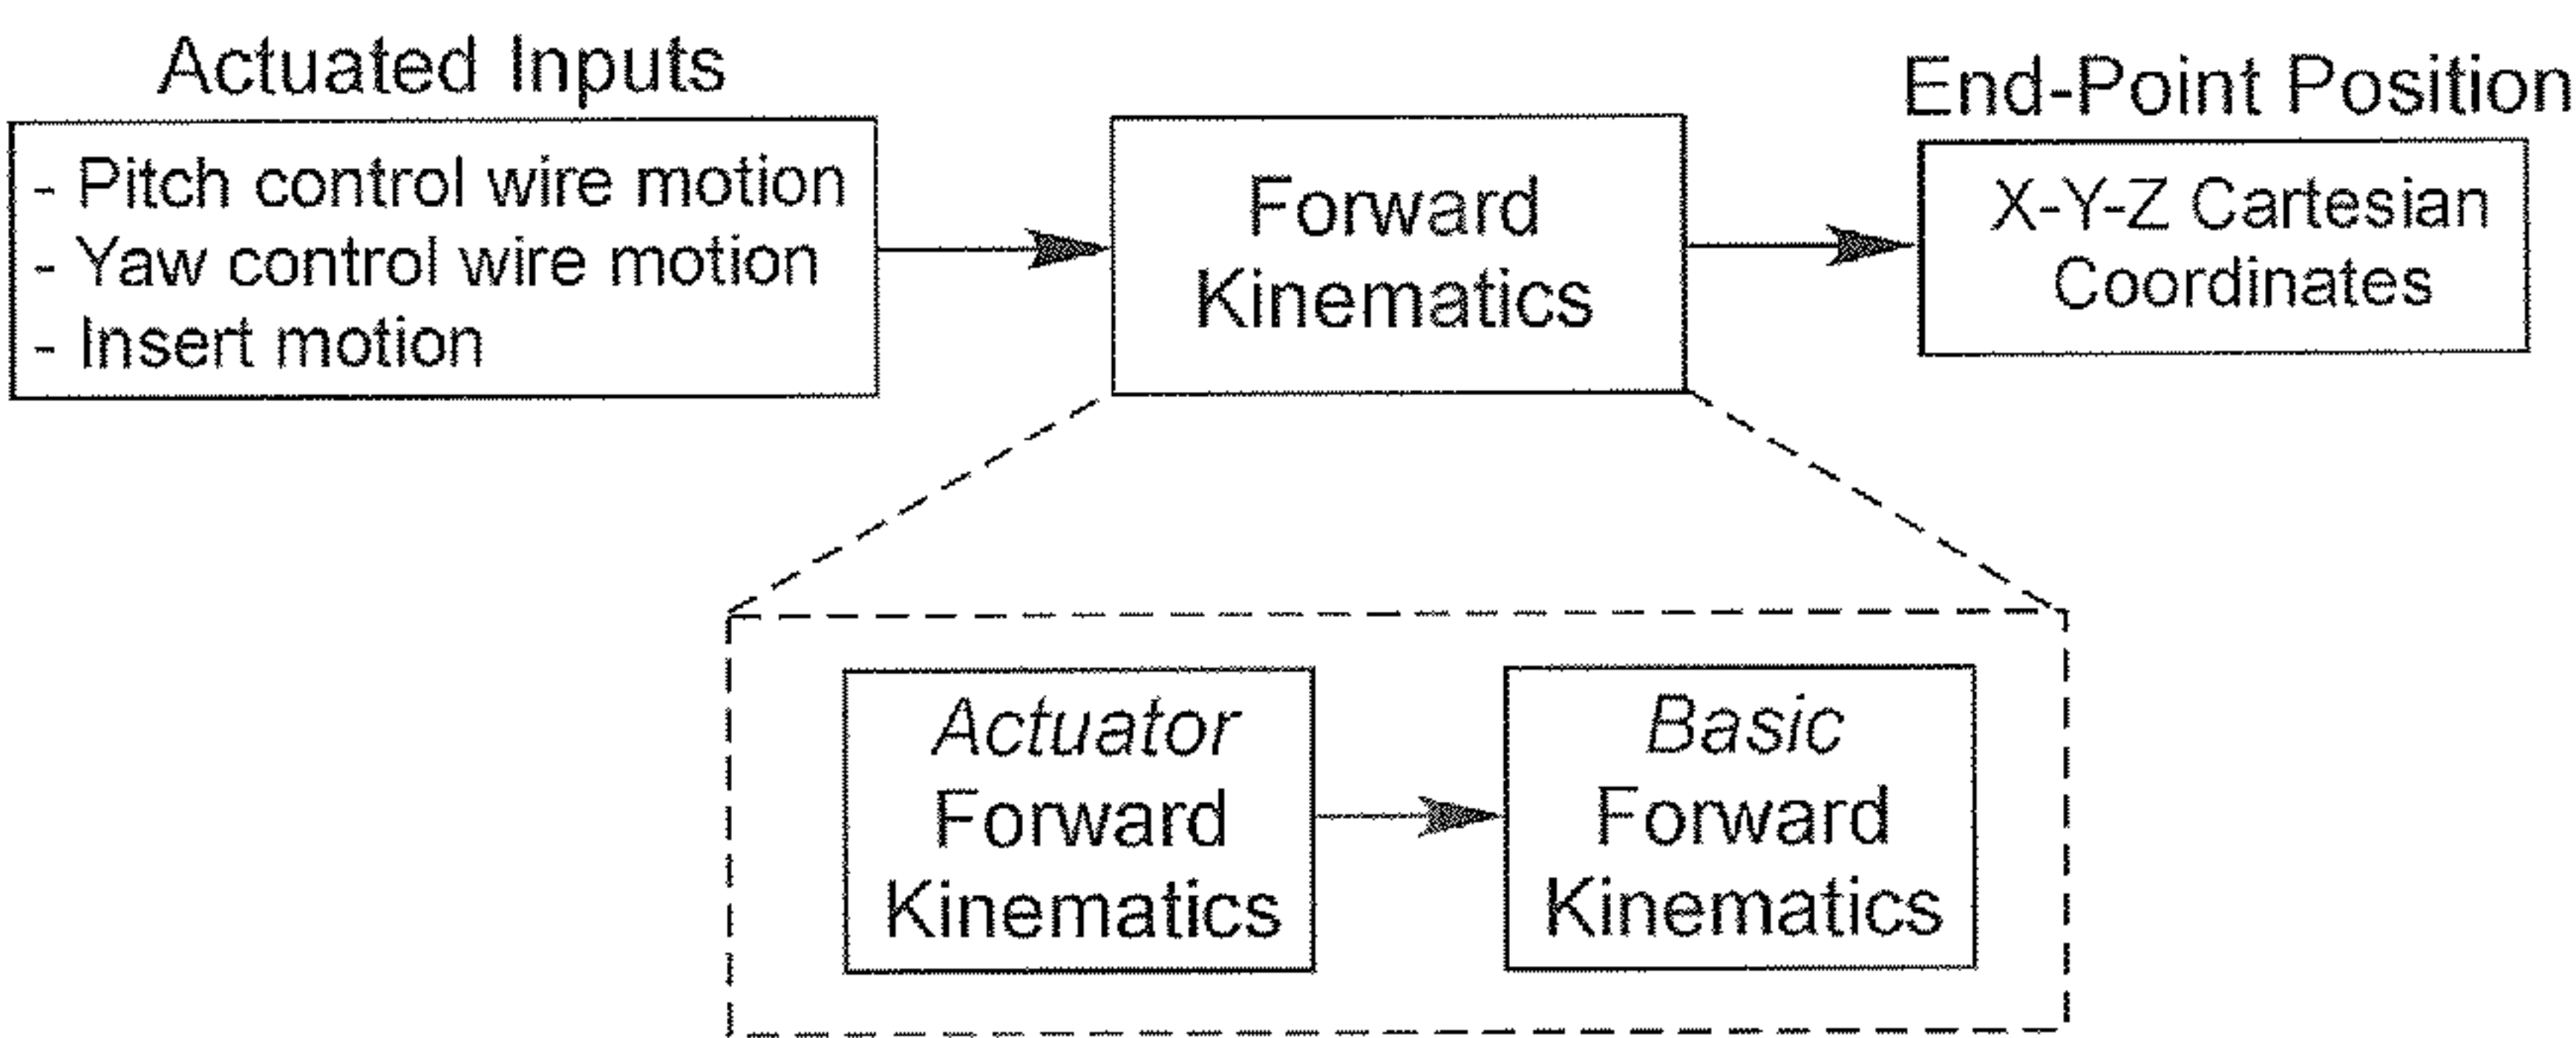 Actuated Inputs
- Pitch control wire motion
- Yaw control wire motion
- Insert motion
Forward
Kinematics
End-Point Position
X-Y-Z Cartesian
Coordinates
Actuator
Forward
Kinematics
Basic
Forward
Kinematics